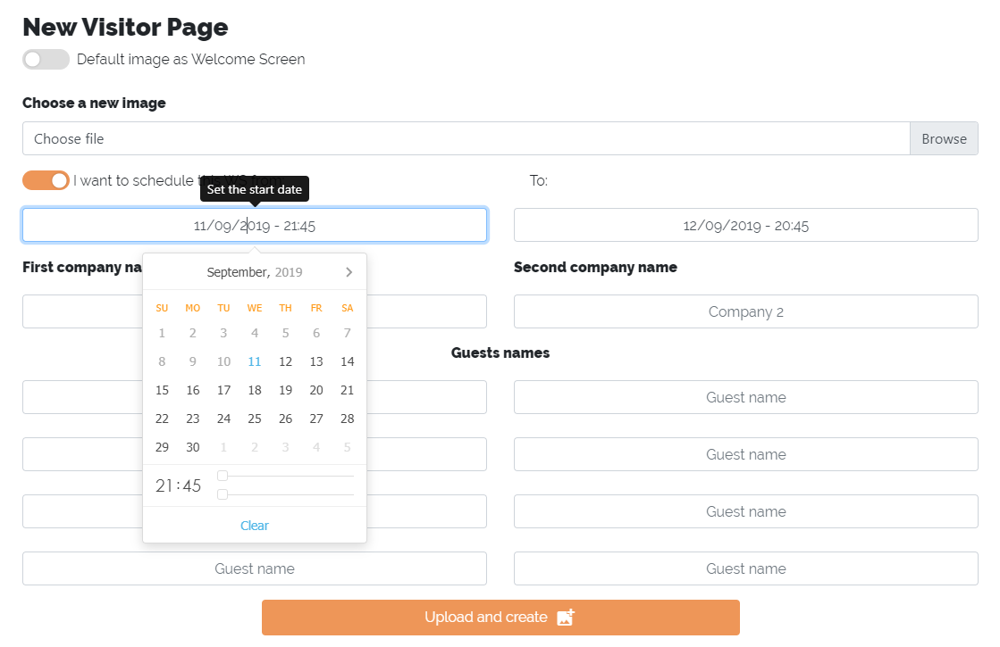 New Visitor Page
Default image as Welcome Screen
Choose a new image
Choose file
Browse
I want to schedule this WS from:
To:
Set the start date
11/09/2019 - 21:45
12/09/2019 - 20:45
First company na
Second company name
September, 2019
SU MO TU WE TH FR SA
1 2 3 4 5 6 7
8 9 10 11 12 13 14
15 16 17 18 19 20 21
22 23 24 25 26 27 28
29 30 1 2 3 4 5
21:45
Clear
Company 2
Guests names
Guest name
Guest name
Guest name
Guest name
Guest name
Upload and create